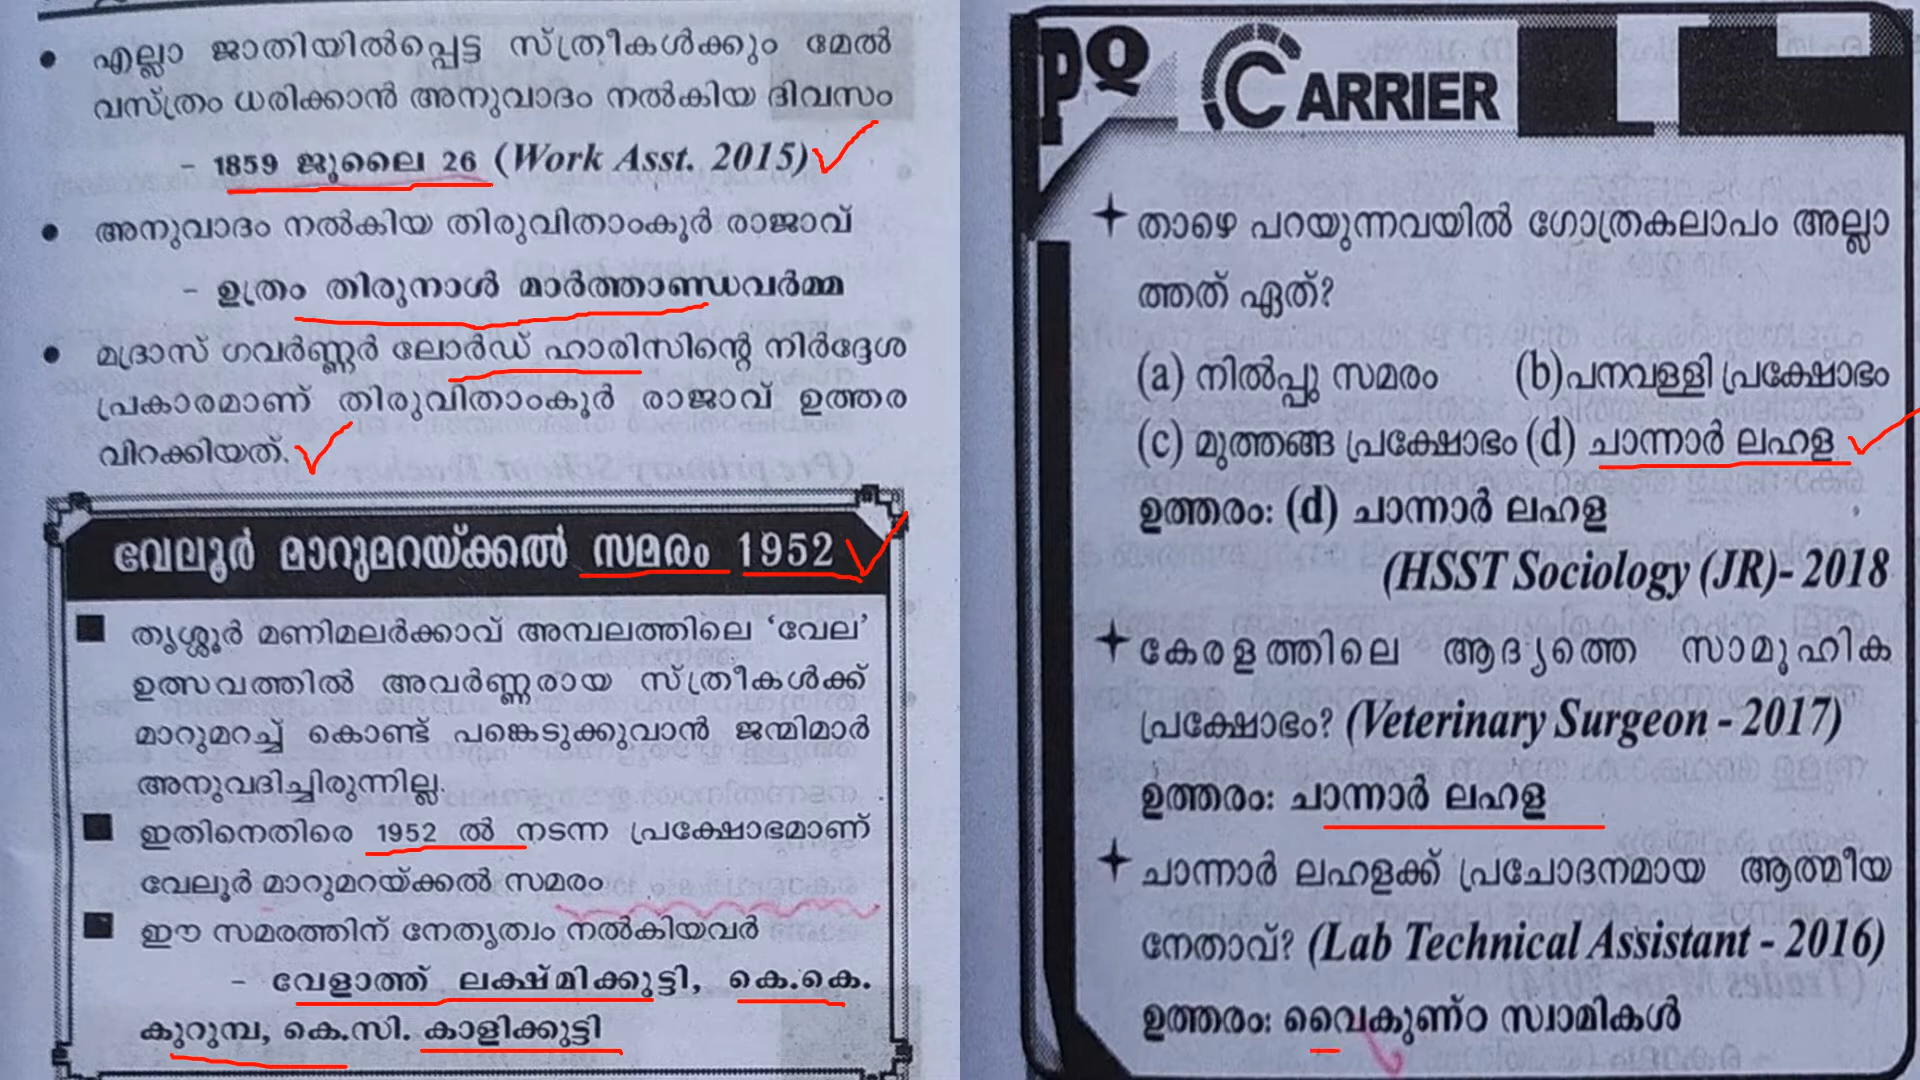 എല്ലാ ജാതിയിൽപ്പെട്ട സ്ത്രീകൾക്കും മേൽ
വസ്ത്രം ധരിക്കാൻ അനുവാദം നൽകിയ ദിവസം
- 1859 ജൂലൈ 26 (Work Asst. 2015)
അനുവാദം നൽകിയ തിരുവിതാംകൂർ രാജാവ്
- ഉത്രം തിരുനാൾ മാർത്താണ്ഡവർമ്മ
മദ്രാസ് ഗവർണ്ണർ ലോർഡ് ഹാരിസിന്റെ നിർദ്ദേശ
പ്രകാരമാണ് തിരുവിതാംകൂർ രാജാവ് ഉത്തര
വിറക്കിയത്.
വേലൂർ മാറുമറയ്ക്കൽ സമരം 1952
തൃശ്ശൂർ മണിമലർക്കാവ് അമ്പലത്തിലെ ‘വേല’
ഉത്സവത്തിൽ അവർണ്ണരായ സ്ത്രീകൾക്ക്
മാറുമറച്ച് കൊണ്ട് പങ്കെടുക്കുവാൻ ജന്മിമാർ
അനുവദിച്ചിരുന്നില്ല.
ഇതിനെതിരെ 1952 ൽ നടന്ന പ്രക്ഷോഭമാണ്
വേലൂർ മാറുമറയ്ക്കൽ സമരം
ഈ സമരത്തിന് നേതൃത്വം നൽകിയവർ
- വേളാത്ത് ലക്ഷ്മിക്കുട്ടി, കെ.കെ.
കുറുമ്പ, കെ.സി. കാളിക്കുട്ടി
PQ CARRIER
താഴെ പറയുന്നവയിൽ ഗോത്രകലാപം അല്ലാ
ത്തത് ഏത്?
(a) നിൽപ്പു സമരം (b)പനവള്ളി പ്രക്ഷോഭം
(c) മുത്തങ്ങ പ്രക്ഷോഭം (d) ചാന്നാർ ലഹള
ഉത്തരം: (d) ചാന്നാർ ലഹള
(HSST Sociology (JR)- 2018
കേരളത്തിലെ ആദ്യത്തെ സാമൂഹിക
പ്രക്ഷോഭം? (Veterinary Surgeon - 2017)
ഉത്തരം: ചാന്നാർ ലഹള
ചാന്നാർ ലഹളക്ക് പ്രചോദനമായ ആത്മീയ
നേതാവ്? (Lab Technical Assistant - 2016)
ഉത്തരം: വൈകുണ്ഠ സ്വാമികൾ